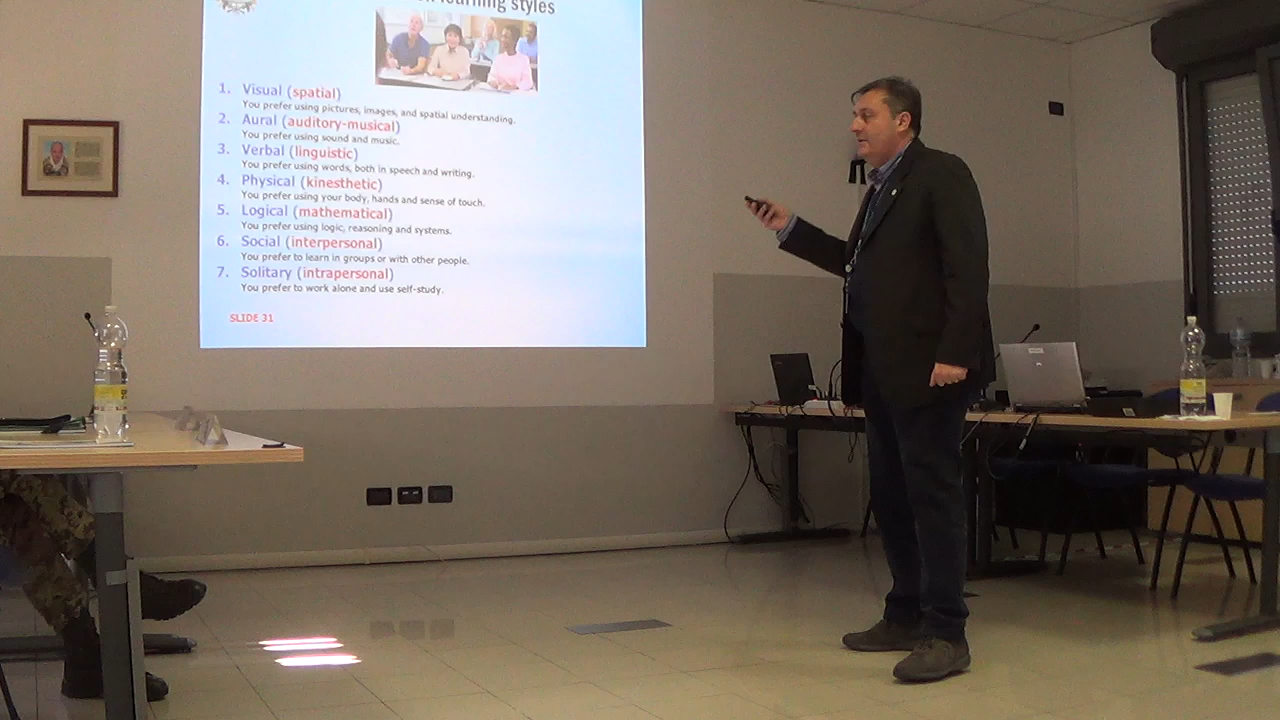 learning styles
1. Visual (spatial)
You prefer using pictures, images, and spatial understanding.
2. Aural (auditory-musical)
You prefer using sound and music.
3. Verbal (linguistic)
You prefer using words, both in speech and writing.
4. Physical (kinesthetic)
You prefer using your body, hands and sense of touch.
5. Logical (mathematical)
You prefer using logic, reasoning and systems.
6. Social (interpersonal)
You prefer to learn in groups or with other people.
7. Solitary (intrapersonal)
You prefer to work alone and use self-study.
SLIDE 31